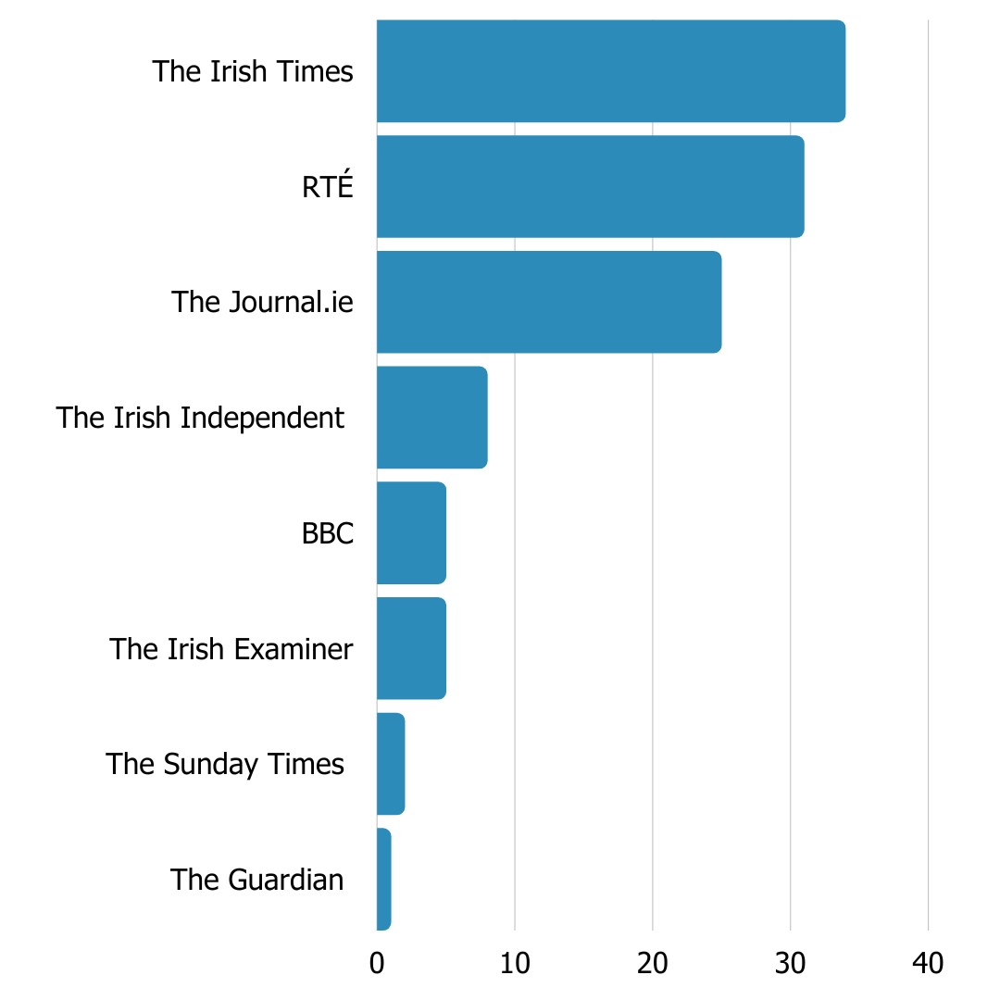 The Irish Times
RTÉ
The Journal.ie
The Irish Independent
BBC
The Irish Examiner
The Sunday Times
The Guardian
0 10 20 30 40